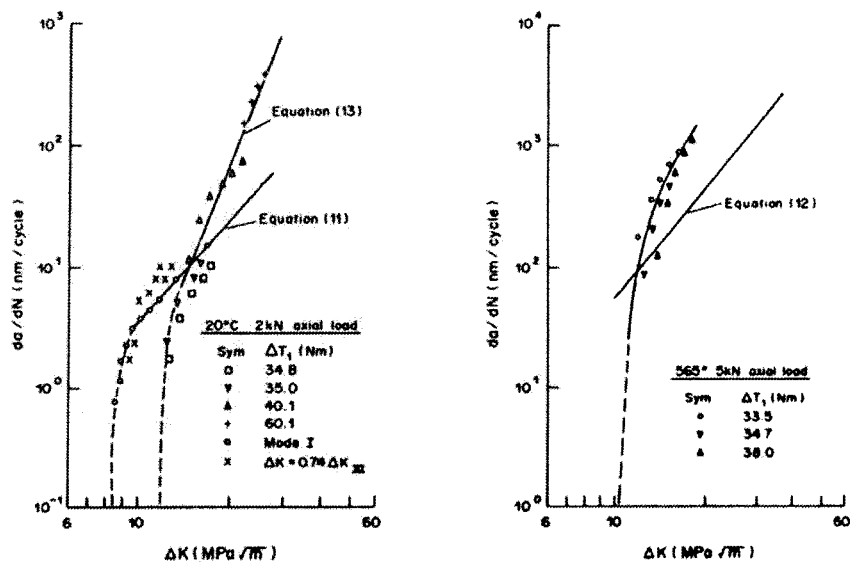 10³
Equation (13)
10²
da/dN (nm/cycle)
Equation (11)
10¹
20°C 2kN axial load
Sym ΔT₁ (Nm)
□ 34.8
▼ 35.0
10⁰
▲ 40.1
+ 60.1
o Mode I
x ΔK=0.74ΔK_III
10⁻¹
6 10 60
ΔK (MPa√m)
10⁴
10³
Equation (12)
10²
da/dN (nm/cycle)
10¹
565° 5kN axial load
Sym ΔT₁ (Nm)
o 33.5
▼ 34.7
▲ 38.0
10⁰
6 10 60
ΔK (MPa√m)